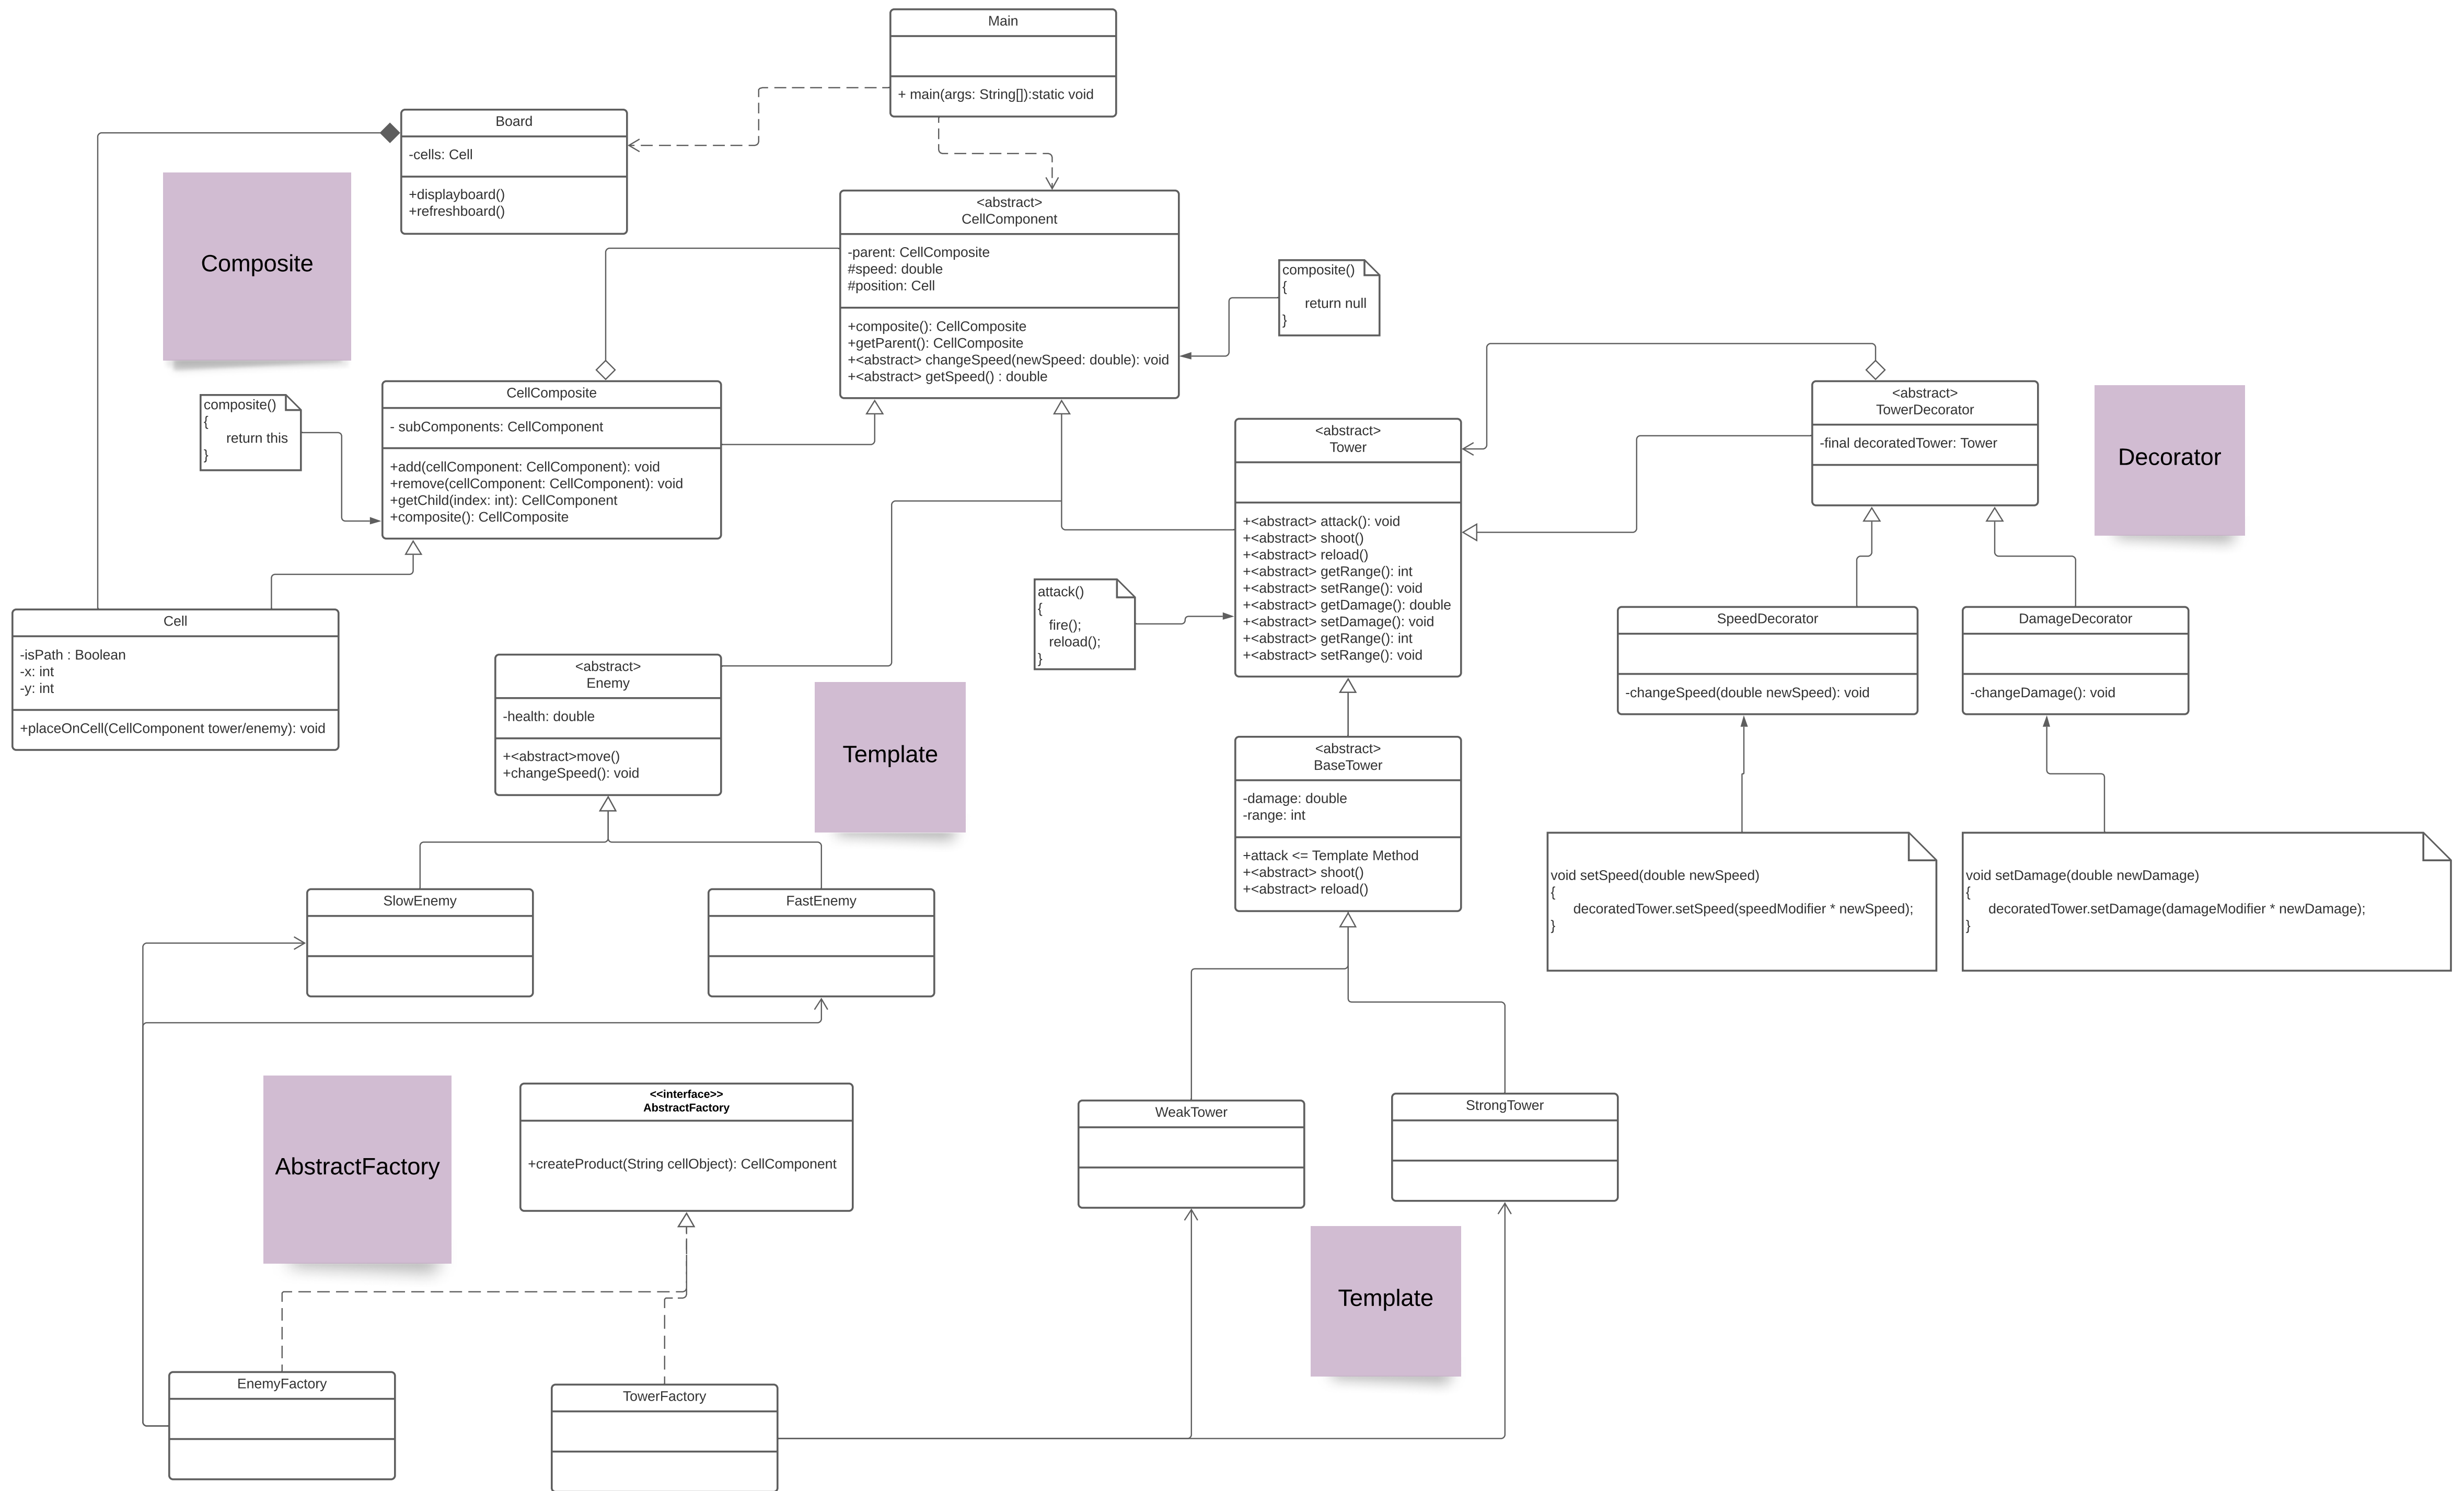 Main
+ main(args: String[]):static void
Board
-cells: Cell
+displayboard()
+refreshboard()
Composite
<abstract>
CellComponent
-parent: CellComposite
#speed: double
#position: Cell
+composite(): CellComposite
+getParent(): CellComposite
+<abstract> changeSpeed(newSpeed: double): void
+<abstract> getSpeed() : double
composite()
{
return null
}
composite()
{
return this
}
CellComposite
- subComponents: CellComponent
+add(cellComponent: CellComponent): void
+remove(cellComponent: CellComponent): void
+getChild(index: int): CellComponent
+composite(): CellComposite
<abstract>
Tower
+<abstract> attack(): void
+<abstract> shoot()
+<abstract> reload()
+<abstract> getRange(): int
+<abstract> setRange(): void
+<abstract> getDamage(): double
+<abstract> setDamage(): void
+<abstract> getRange(): int
+<abstract> setRange(): void
<abstract>
TowerDecorator
-final decoratedTower: Tower
Decorator
attack()
{
fire();
reload();
}
Cell
-isPath : Boolean
-x: int
-y: int
+placeOnCell(CellComponent tower/enemy): void
<abstract>
Enemy
-health: double
+<abstract>move()
+changeSpeed(): void
Template
SpeedDecorator
-changeSpeed(double newSpeed): void
DamageDecorator
-changeDamage(): void
<abstract>
BaseTower
-damage: double
-range: int
+attack <= Template Method
+<abstract> shoot()
+<abstract> reload()
void setSpeed(double newSpeed)
{
decoratedTower.setSpeed(speedModifier * newSpeed);
}
void setDamage(double newDamage)
{
decoratedTower.setDamage(damageModifier * newDamage);
}
SlowEnemy
FastEnemy
AbstractFactory
<<interface>>
AbstractFactory
+createProduct(String cellObject): CellComponent
WeakTower
StrongTower
Template
EnemyFactory
TowerFactory